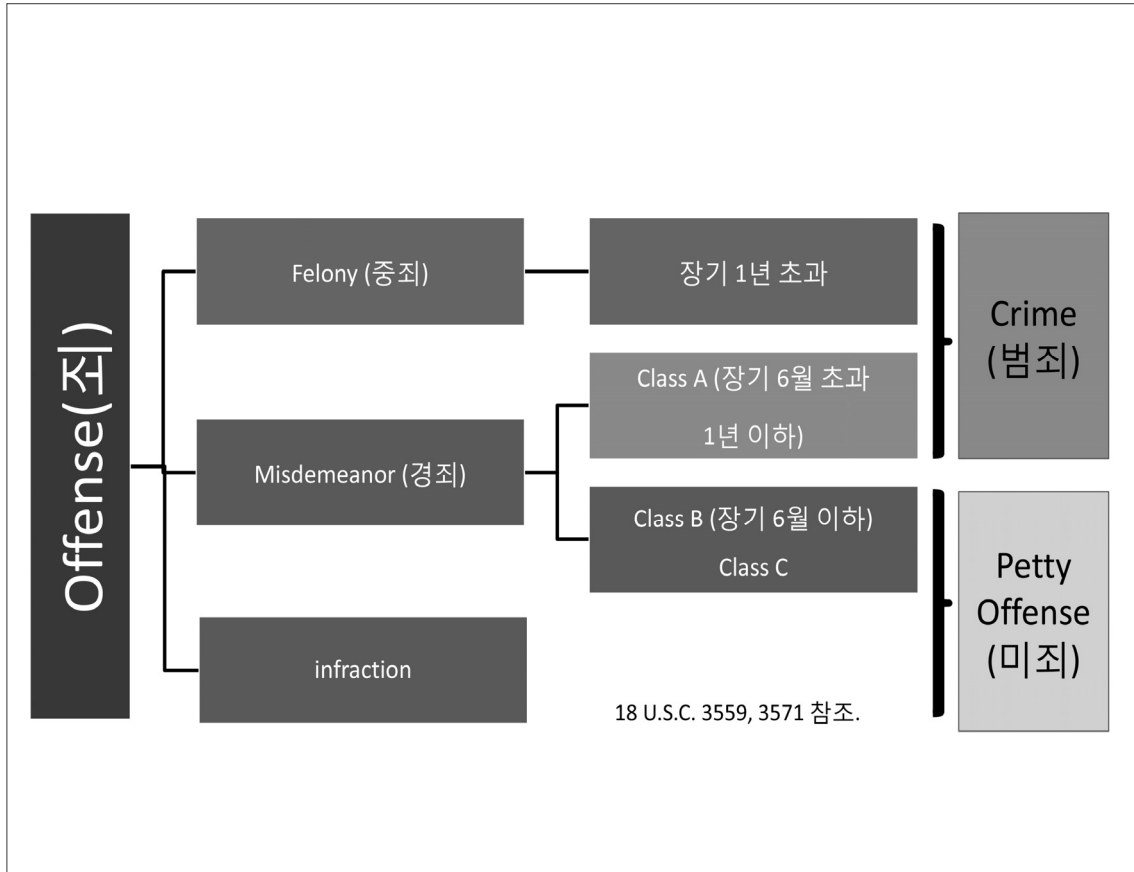 Offense(죄)
Felony (중죄)
장기 1년 초과
Misdemeanor (경죄)
Class A (장기 6월 초과
1년 이하)
Class B (장기 6월 이하)
Class C
infraction
Crime
(범죄)
Petty
Offense
(미죄)
18 U.S.C. 3559, 3571 참조.